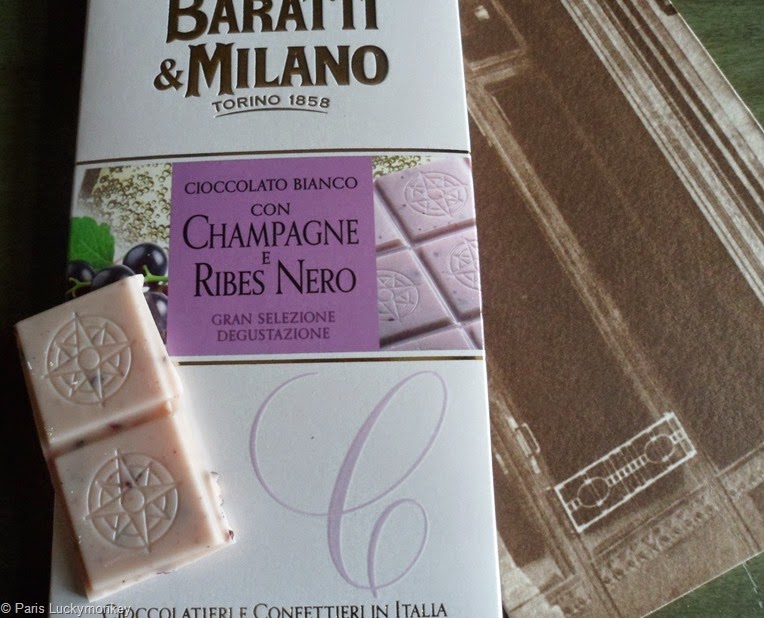 BARATTI
& MILANO
TORINO 1858
CIOCCOLATO BIANCO
CON
CHAMPAGNE
E
RIBES NERO
GRAN SELEZIONE
DEGUSTAZIONE
C
CIOCCOLATIERI E CONFETTIERI IN ITALIA
© Paris Luckymonkey